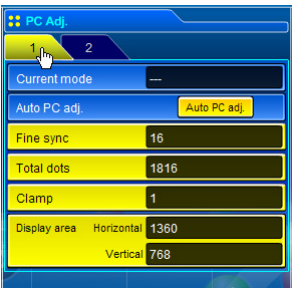 PC Adj.
1 2
Current mode ---
Auto PC adj. Auto PC adj.
Fine sync 16
Total dots 1816
Clamp 1
Display area Horizontal 1360
Vertical 768